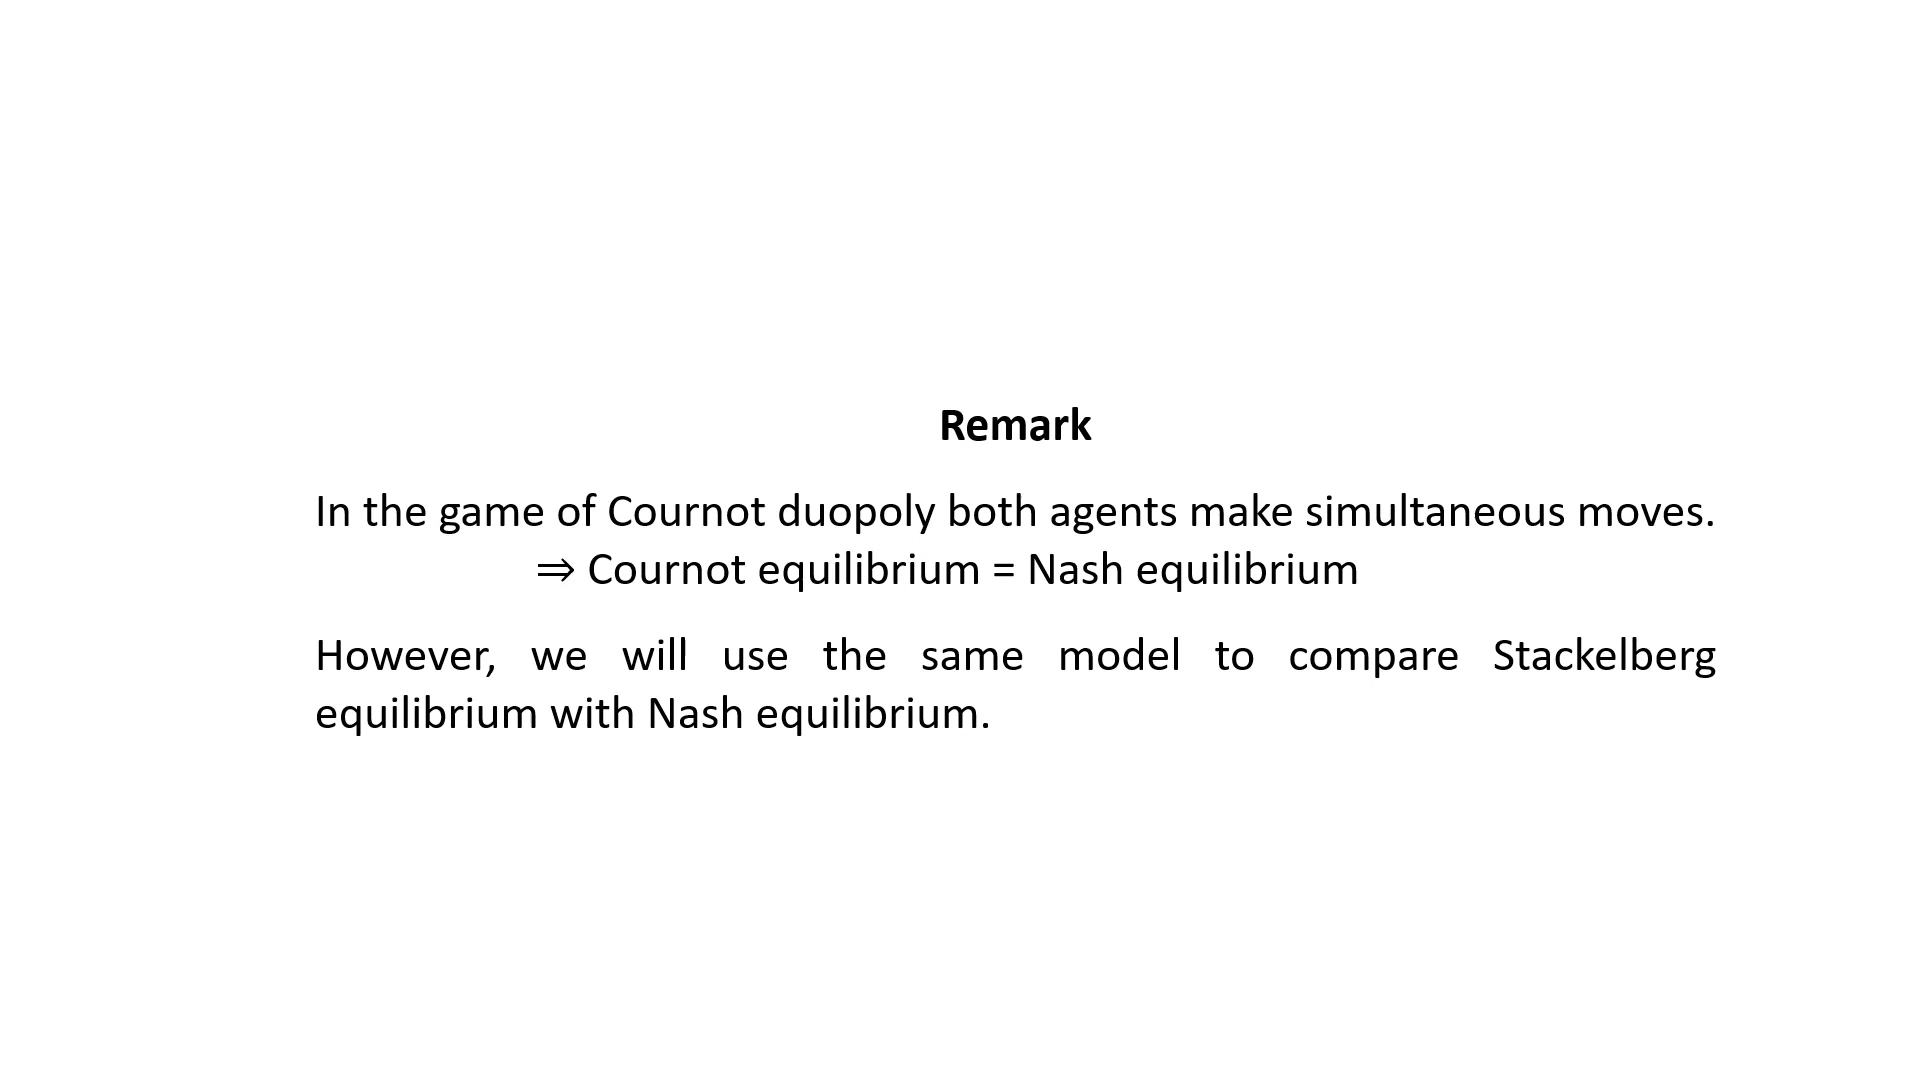 Remark
In the game of Cournot duopoly both agents make simultaneous moves.
⇒ Cournot equilibrium = Nash equilibrium
However, we will use the same model to compare Stackelberg
equilibrium with Nash equilibrium.